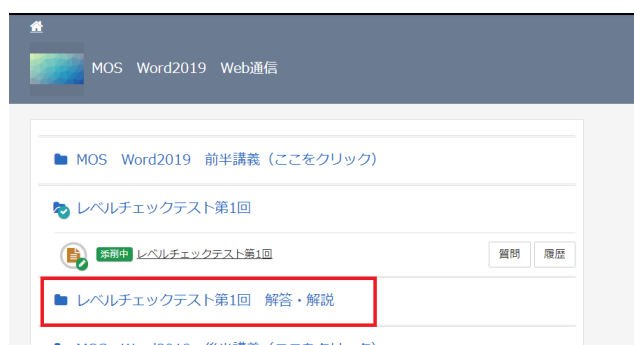 MOS　Word2019　Web通信
MOS　Word2019　前半講義（ここをクリック）
レベルチェックテスト第1回
添削中 レベルチェックテスト第1回 質問 履歴
レベルチェックテスト第1回　解答・解説